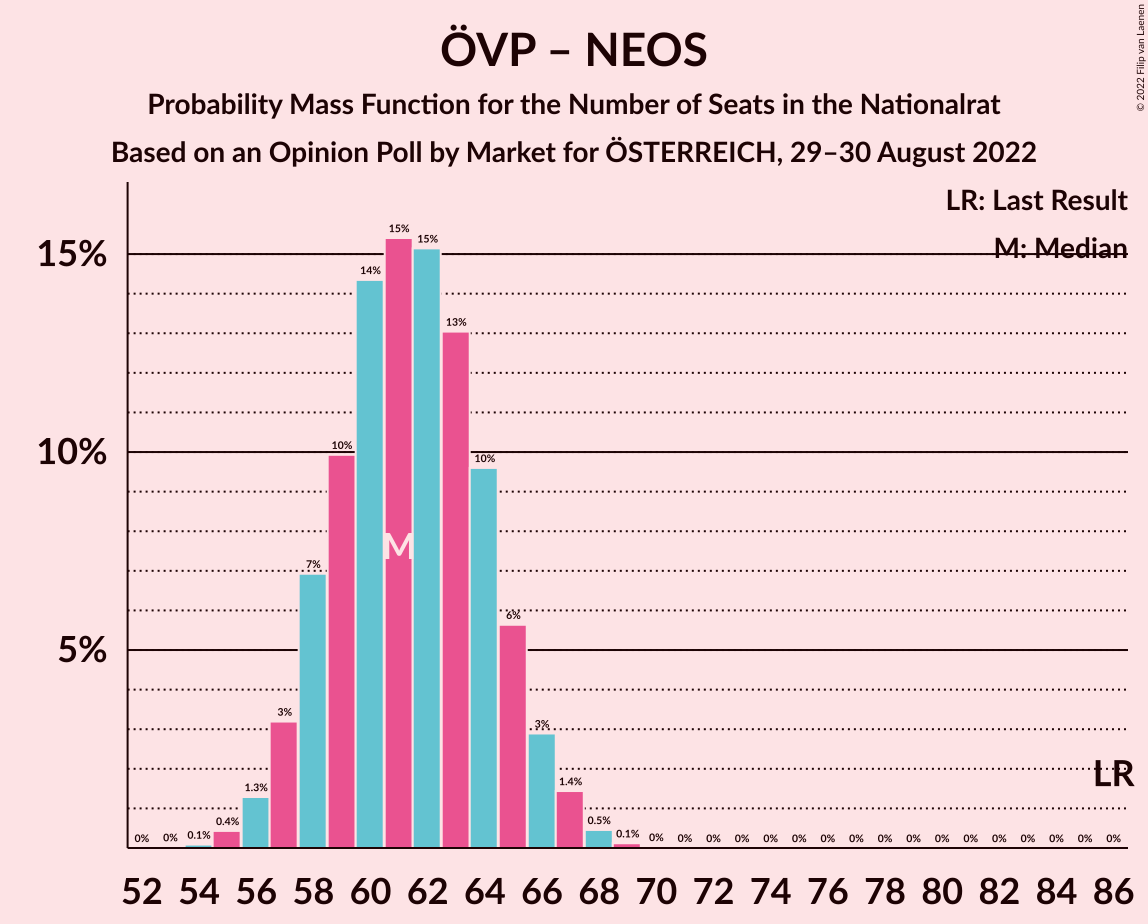 ÖVP – NEOS
Probability Mass Function for the Number of Seats in the Nationalrat
Based on an Opinion Poll by Market for ÖSTERREICH, 29–30 August 2022
© 2022 Filip van Laenen
LR: Last Result
M: Median
15%
10%
5%
0% 0% 0.1% 0.4% 1.3% 3% 7% 10% 14% 15% 15% 13% 10% 6% 3% 1.4% 0.5% 0.1% 0% 0% 0% 0% 0% 0% 0% 0% 0% 0% 0% 0% 0% 0% 0% 0% 0%
M
LR
52 54 56 58 60 62 64 66 68 70 72 74 76 78 80 82 84 86